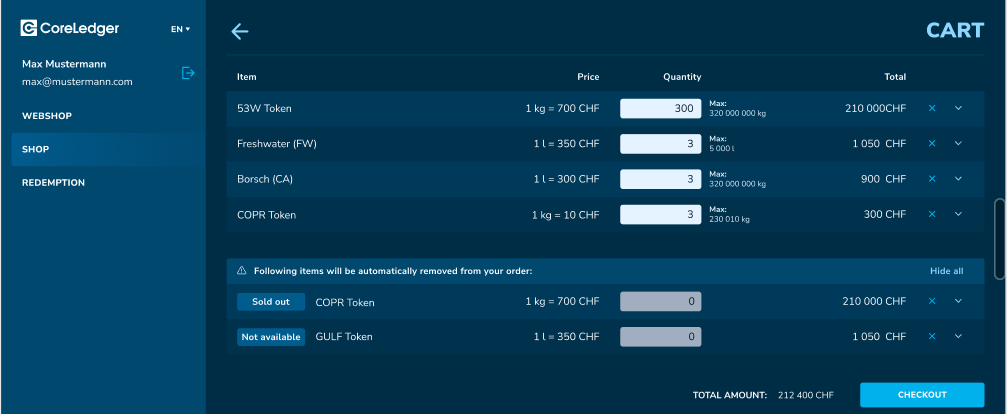 CoreLedger
EN
Max Mustermann
max@mustermann.com
WEBSHOP
SHOP
REDEMPTION
CART
Item Price Quantity Total
53W Token 1 kg = 700 CHF 300 Max: 320 000 000 kg 210 000CHF
Freshwater (FW) 1 l = 350 CHF 3 Max: 5 000 l 1 050 CHF
Borsch (CA) 1 l = 300 CHF 3 Max: 320 000 000 kg 900 CHF
COPR Token 1 kg = 10 CHF 3 Max: 230 010 kg 300 CHF
Following items will be automatically removed from your order: Hide all
Sold out COPR Token 1 kg = 700 CHF 0 210 000 CHF
Not available GULF Token 1 l = 350 CHF 0 1 050 CHF
TOTAL AMOUNT: 212 400 CHF CHECKOUT